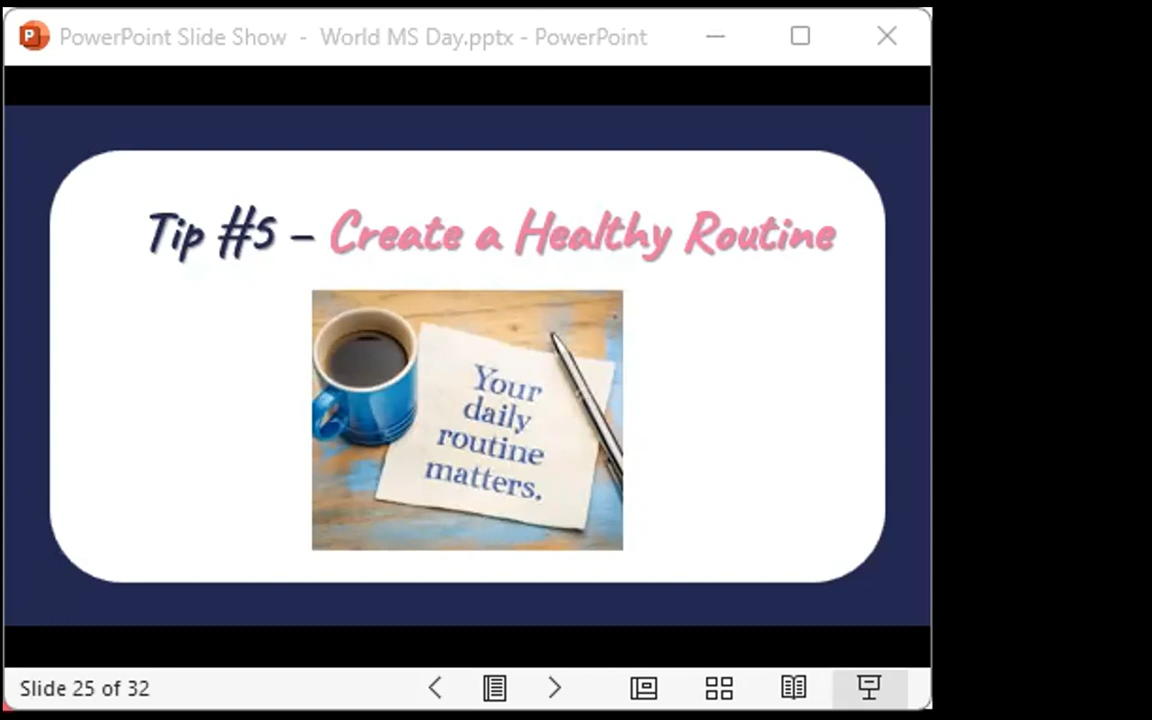 PowerPoint Slide Show - World MS Day.pptx - PowerPoint
Tip #5 – Create a Healthy Routine
Your
daily
routine
matters.
Slide 25 of 32